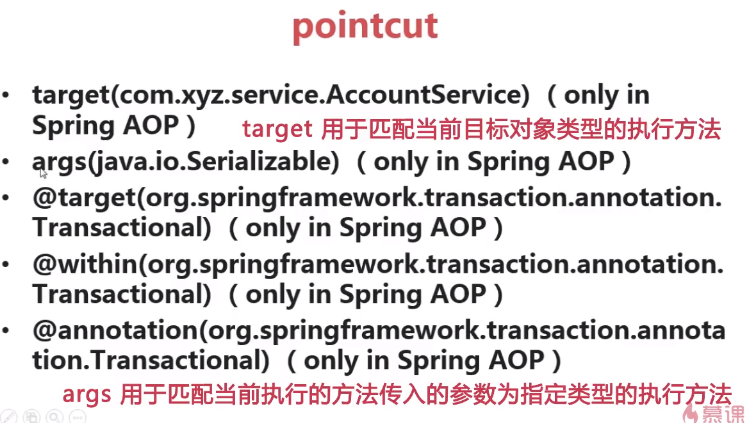 pointcut
• target(com.xyz.service.AccountService) ( only in
Spring AOP )
target 用于匹配当前目标对象类型的执行方法
• args(java.io.Serializable) ( only in Spring AOP )
• @target(org.springframework.transaction.annotation.
Transactional) ( only in Spring AOP )
• @within(org.springframework.transaction.annotation.
Transactional) ( only in Spring AOP )
• @annotation(org.springframework.transaction.annota
tion.Transactional) ( only in Spring AOP )
args 用于匹配当前执行的方法传入的参数为指定类型的执行方法
慕课